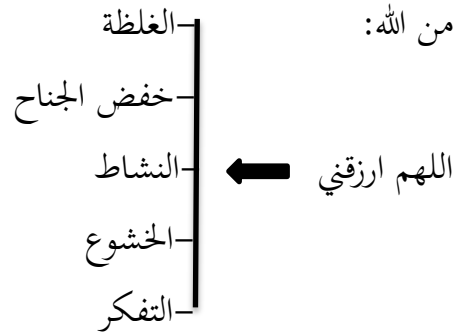 من الله:
اللهم ارزقني
الغلظة
خفض الجناح
النشاط
الخشوع
التفكر